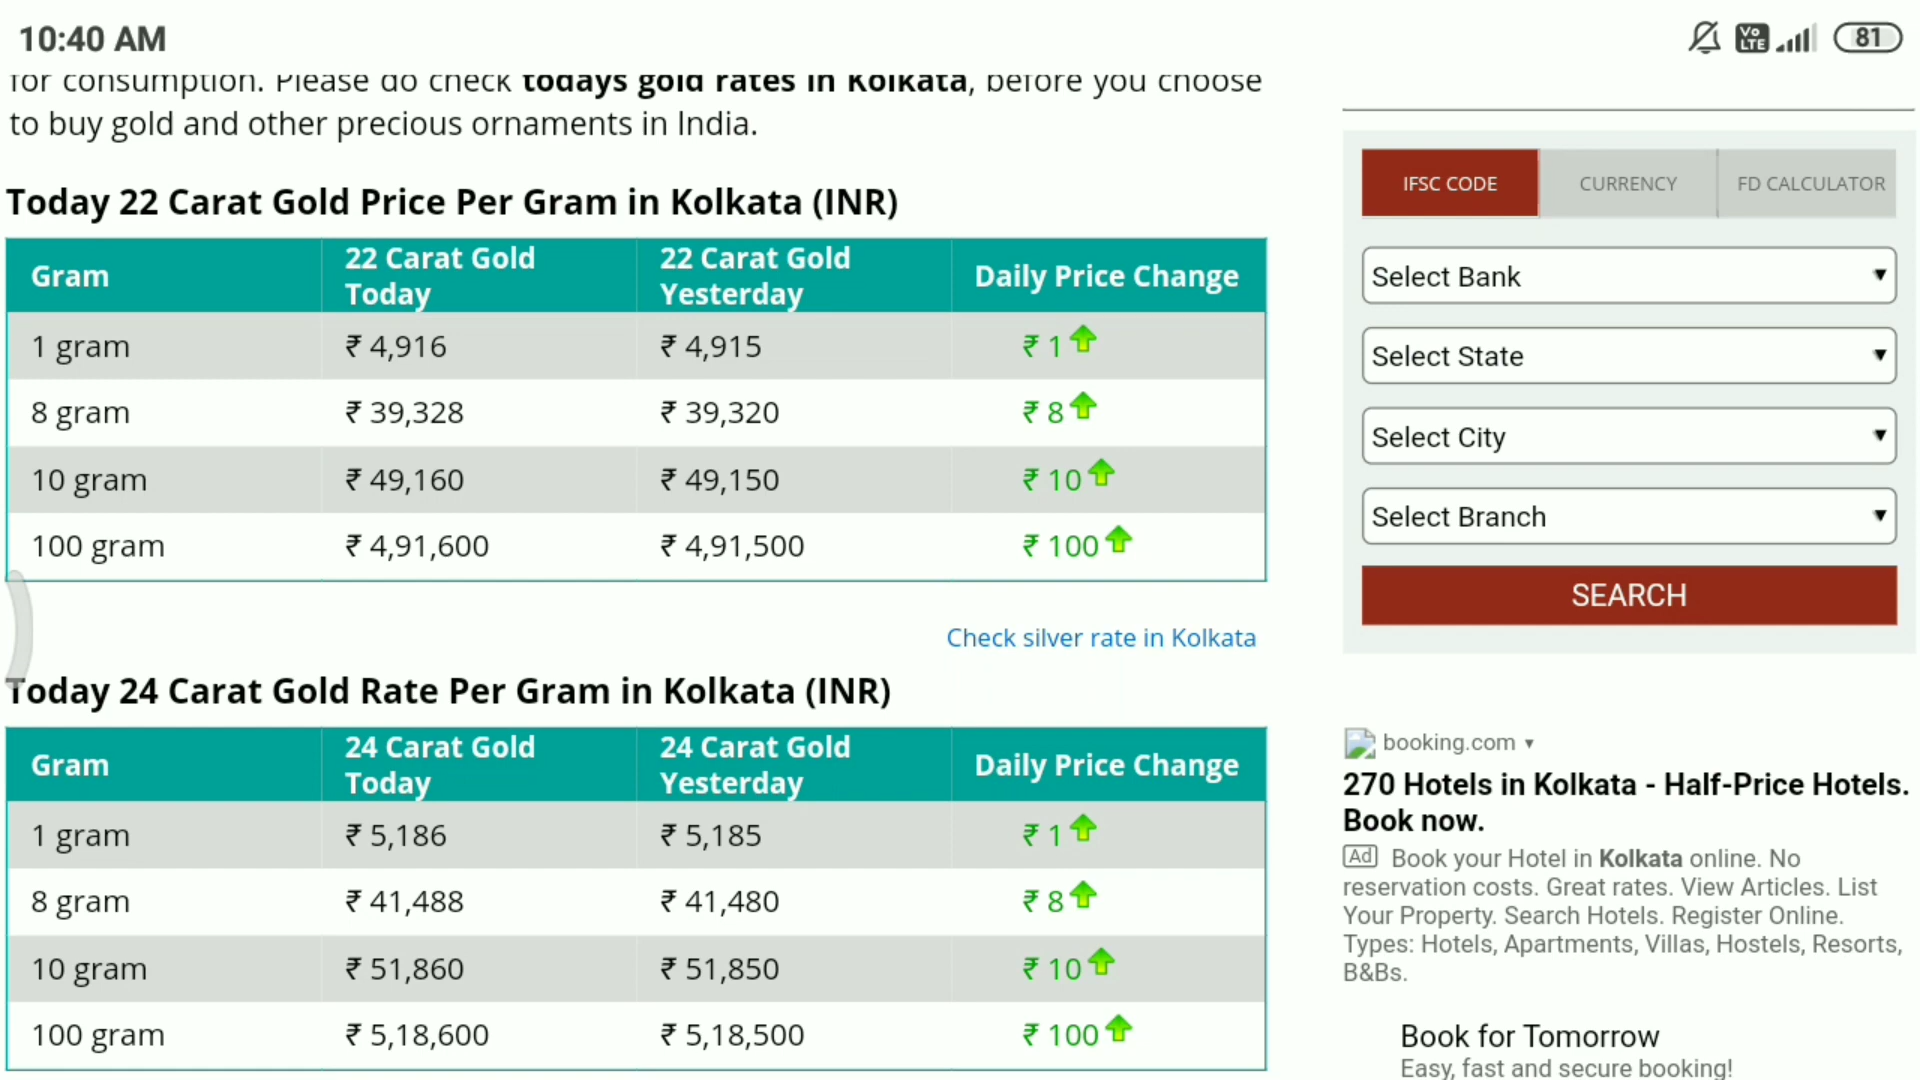 10:40 AM
Vo LTE
81
for consumption. Please do check todays gold rates in Kolkata, before you choose
to buy gold and other precious ornaments in India.
Today 22 Carat Gold Price Per Gram in Kolkata (INR)
Gram 22 Carat Gold Today 22 Carat Gold Yesterday Daily Price Change
1 gram ₹ 4,916 ₹ 4,915 ₹ 1
8 gram ₹ 39,328 ₹ 39,320 ₹ 8
10 gram ₹ 49,160 ₹ 49,150 ₹ 10
100 gram ₹ 4,91,600 ₹ 4,91,500 ₹ 100
Check silver rate in Kolkata
Today 24 Carat Gold Rate Per Gram in Kolkata (INR)
Gram 24 Carat Gold Today 24 Carat Gold Yesterday Daily Price Change
1 gram ₹ 5,186 ₹ 5,185 ₹ 1
8 gram ₹ 41,488 ₹ 41,480 ₹ 8
10 gram ₹ 51,860 ₹ 51,850 ₹ 10
100 gram ₹ 5,18,600 ₹ 5,18,500 ₹ 100
IFSC CODE CURRENCY FD CALCULATOR
Select Bank
Select State
Select City
Select Branch
SEARCH
booking.com
270 Hotels in Kolkata - Half-Price Hotels.
Book now.
Ad Book your Hotel in Kolkata online. No
reservation costs. Great rates. View Articles. List
Your Property. Search Hotels. Register Online.
Types: Hotels, Apartments, Villas, Hostels, Resorts,
B&Bs.
Book for Tomorrow
Easy, fast and secure booking!